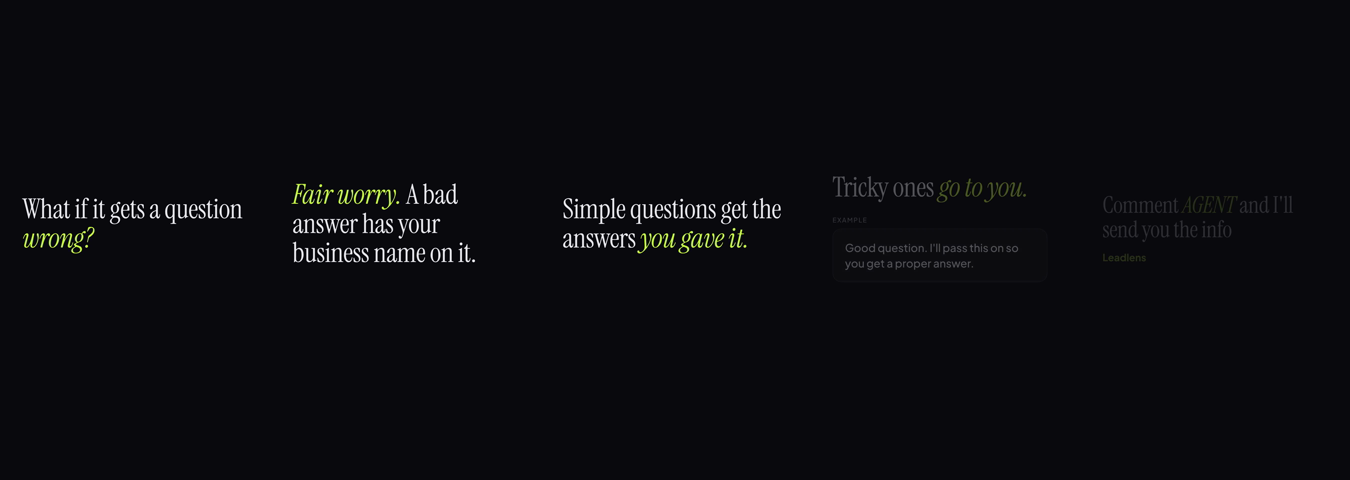 What if it gets a question
wrong?
Fair worry. A bad
answer has your
business name on it.
Simple questions get the
answers you gave it.
Tricky ones go to you.
EXAMPLE
Good question. I'll pass this on so
you get a proper answer.
Comment AGENT and I'll
send you the info
Leadlens